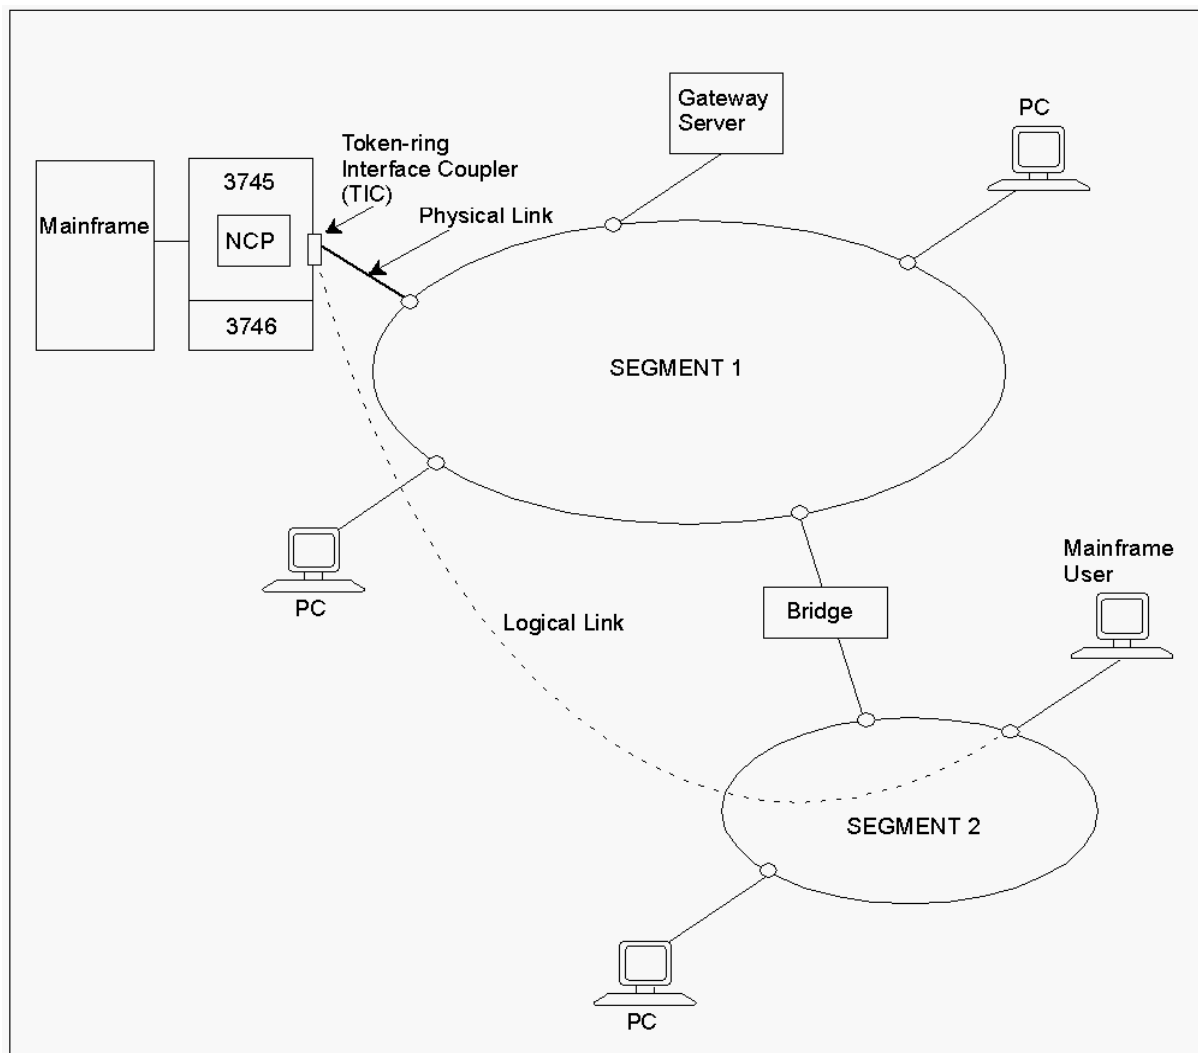 Gateway
Server
PC
Token-ring
Interface Coupler
(TIC)
3745
Physical Link
Mainframe
NCP
3746
SEGMENT 1
Mainframe
User
PC
Bridge
Logical Link
SEGMENT 2
PC